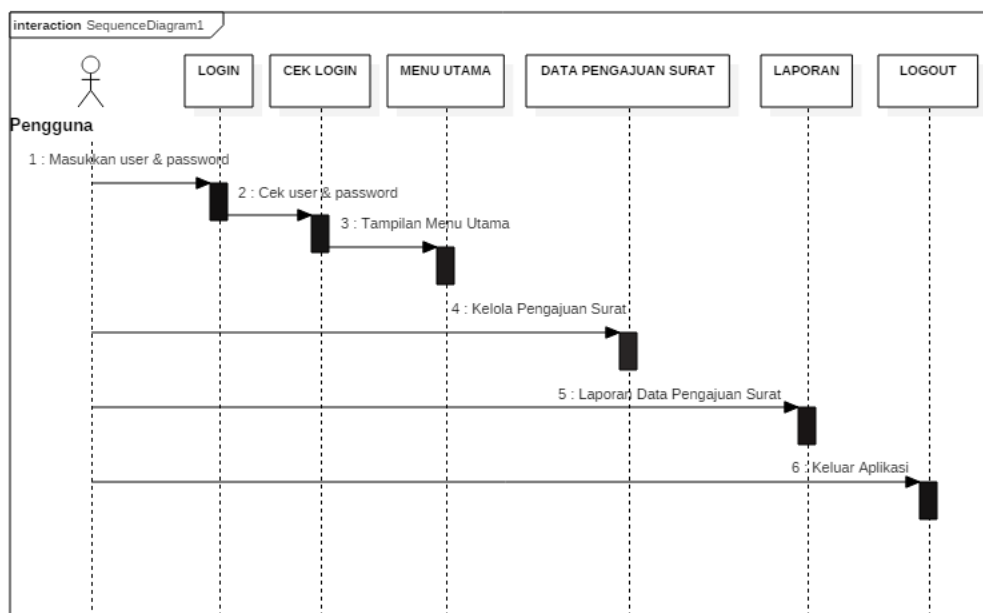 interaction SequenceDiagram1
LOGIN
CEK LOGIN
MENU UTAMA
DATA PENGAJUAN SURAT
LAPORAN
LOGOUT
Pengguna
1 : Masukkan user & password
2 : Cek user & password
3 : Tampilan Menu Utama
4 : Kelola Pengajuan Surat
5 : Laporan Data Pengajuan Surat
6 : Keluar Aplikasi